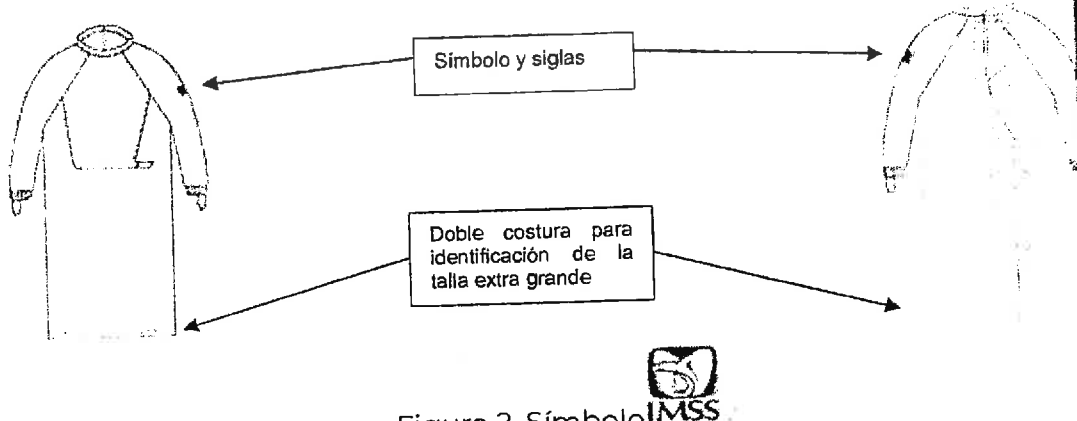 Símbolo y siglas
Doble costura para
identificación de la
talla extra grande
IMSS
Figura 2 Símbolo